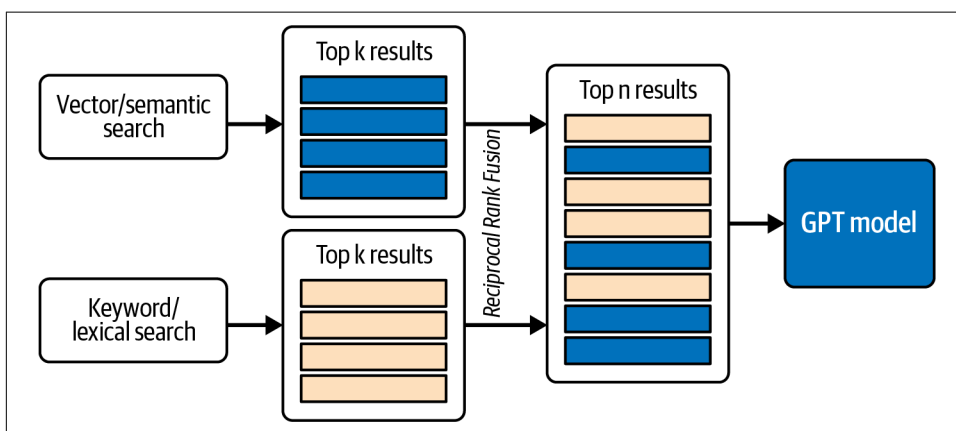 Vector/semantic
search
Top k results
Reciprocal Rank Fusion
Top n results
GPT model
Keyword/
lexical search
Top k results